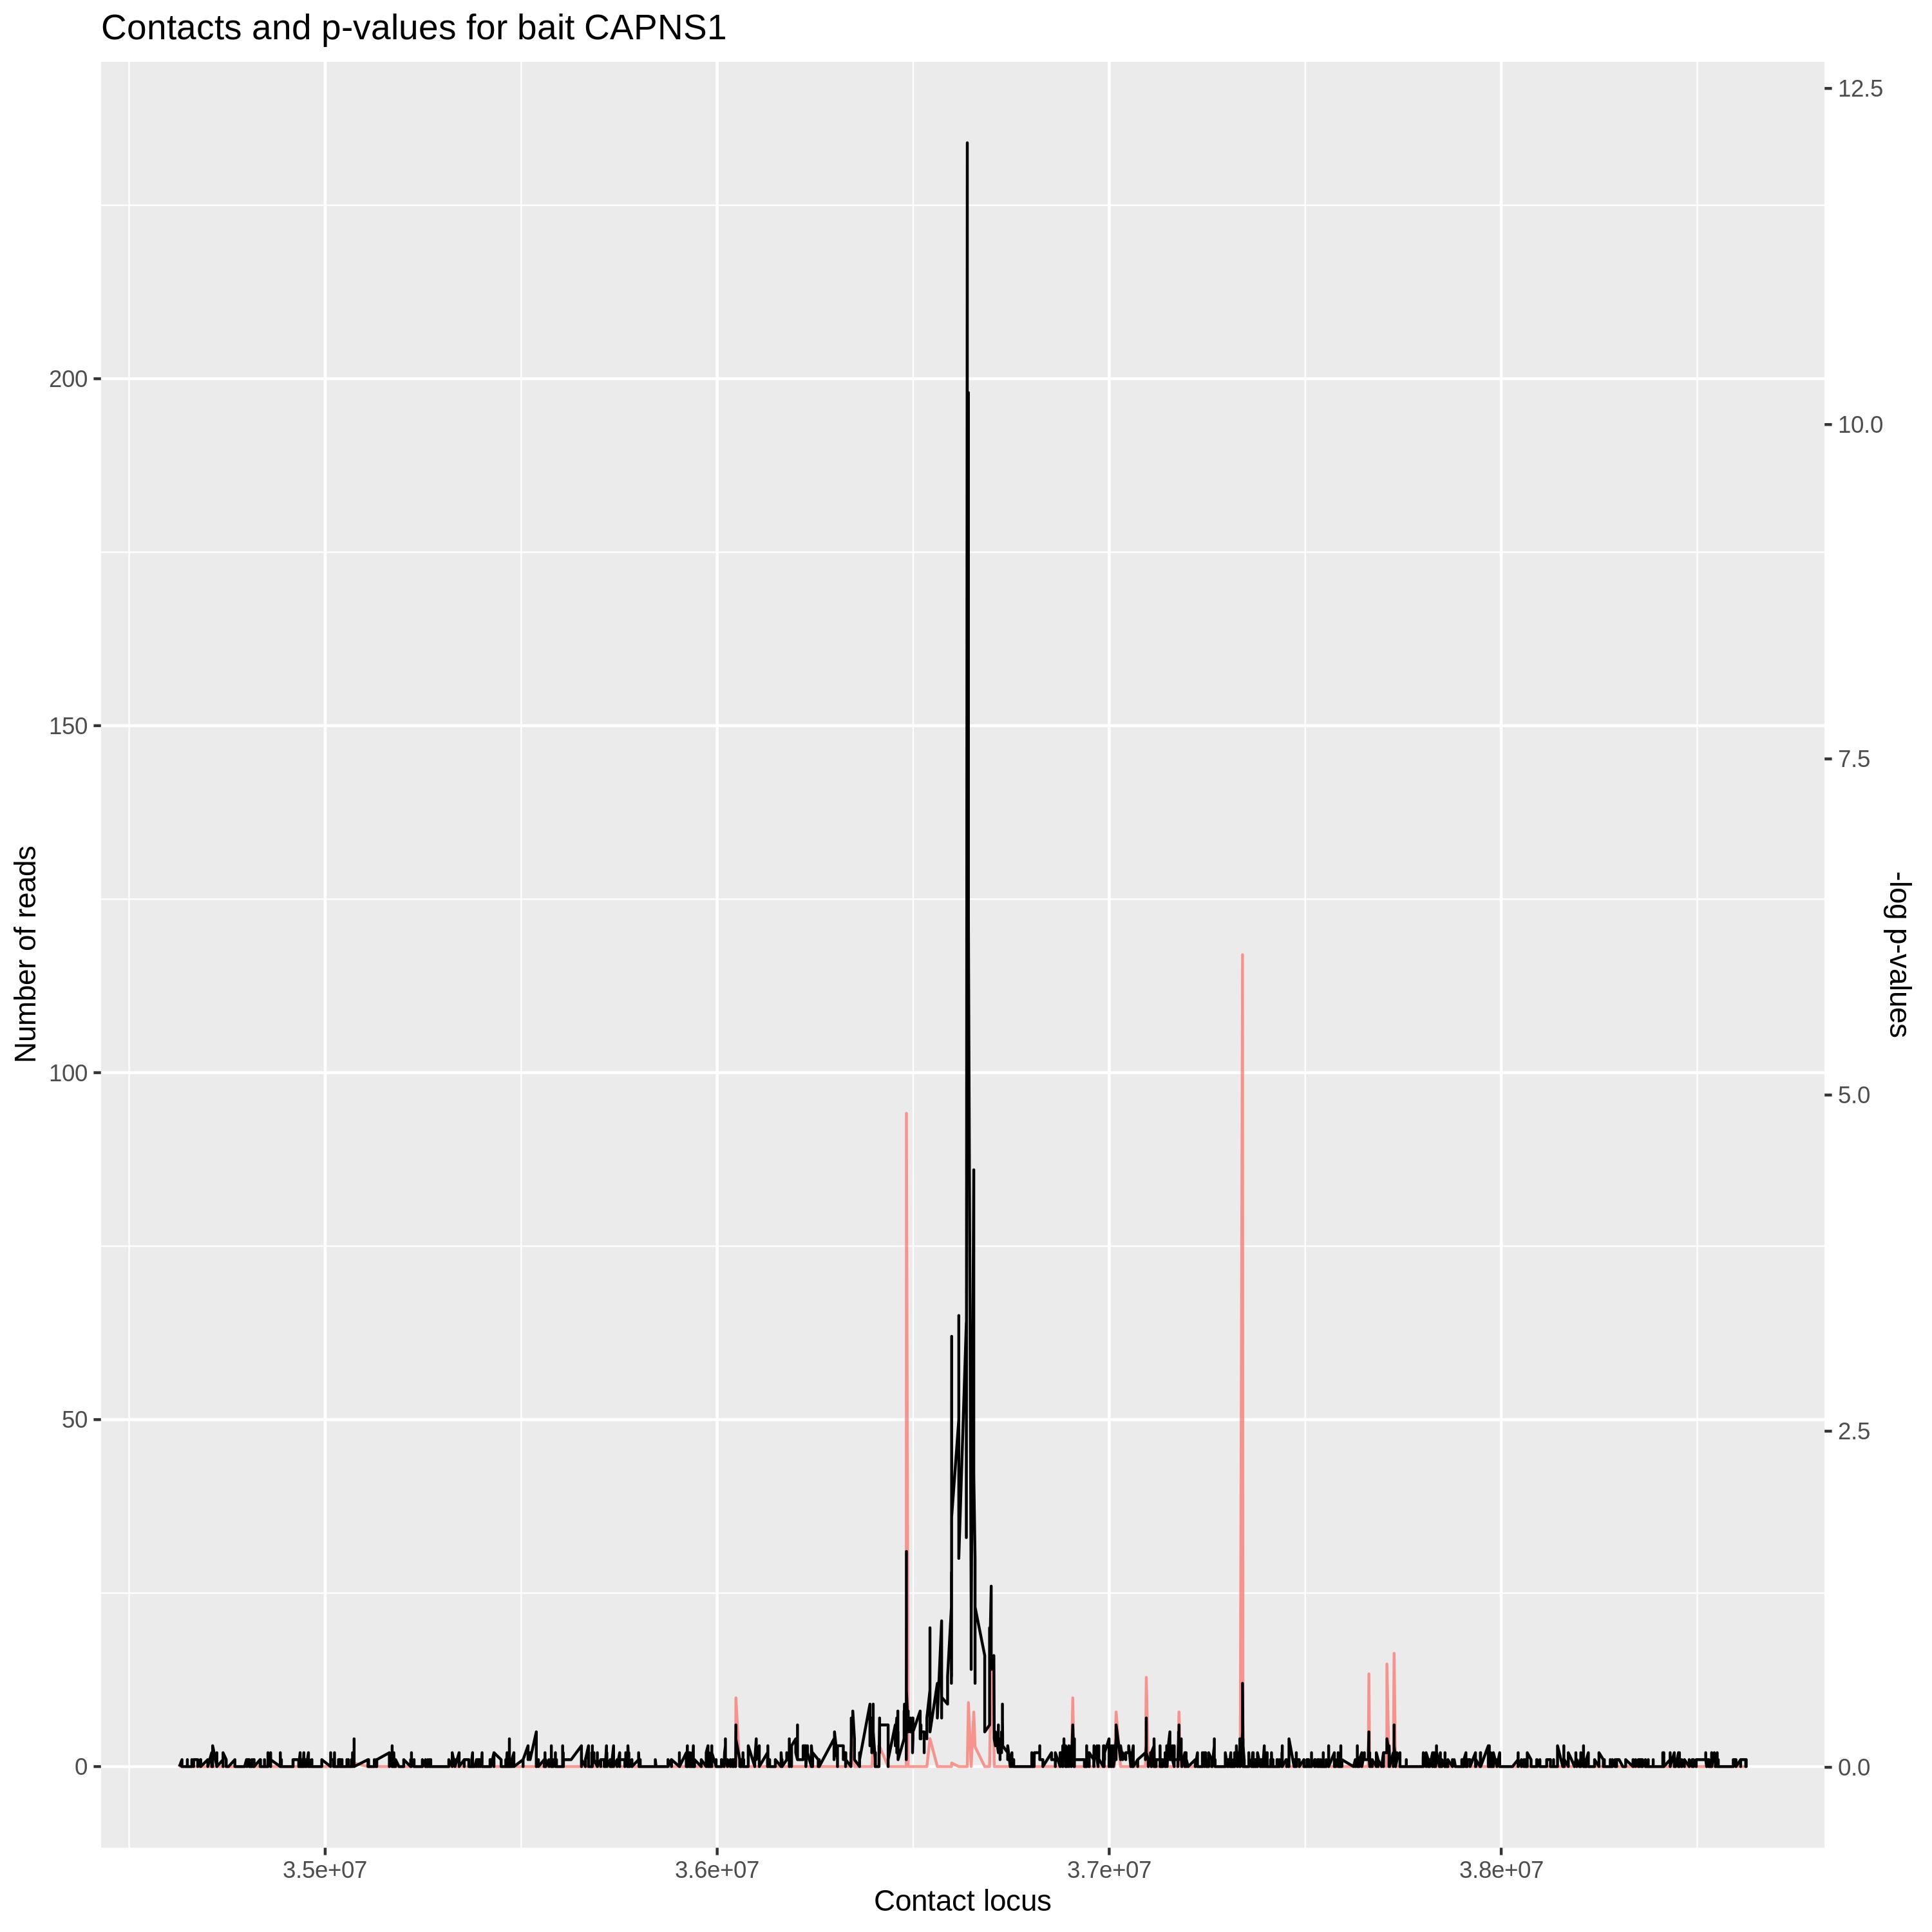 Contacts and p-values for bait CAPNS1
12.5
200
10.0
150
7.5
Number of reads
-log p-values
100
5.0
50
2.5
0
0.0
3.5e+07
3.6e+07
3.7e+07
3.8e+07
Contact locus